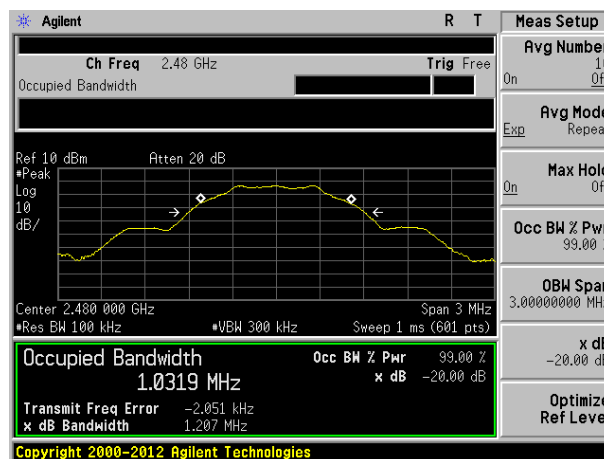 Agilent R T Meas Setup
Avg Number
On
Ch Freq 2.48 GHz Trig Free
Occupied Bandwidth
Avg Mode
Exp
Ref 10 dBm Atten 20 dB
#Peak
Log
10
dB/
Max Hold
On
Occ BW % Pwr
99.00
OBW Span
3.00000000
Center 2.480 000 GHz Span 3 MHz
#Res BW 100 kHz #VBW 300 kHz Sweep 1 ms (601 pts)
Occupied Bandwidth Occ BW % Pwr 99.00 %
1.0319 MHz x dB -20.00 dB
Transmit Freq Error -2.051 kHz
x dB Bandwidth 1.207 MHz
x dB
-20.00 dB
Optimize
Ref Level
Copyright 2000-2012 Agilent Technologies